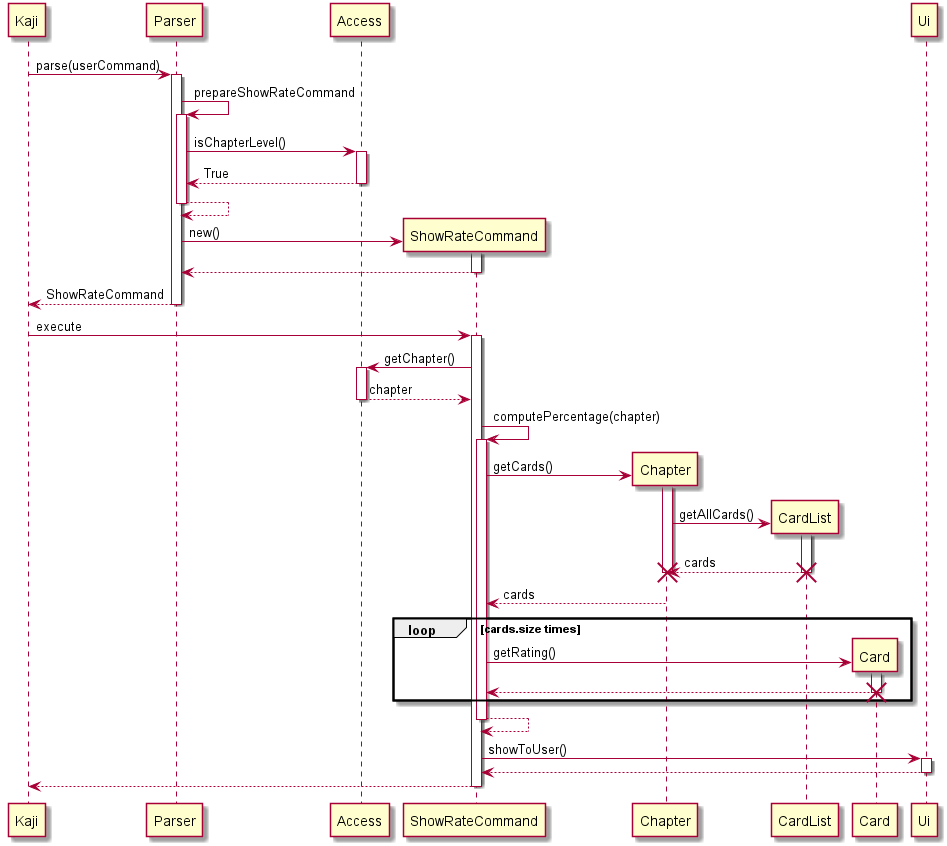 Kaji Parser Access Ui
parse(userCommand)
prepareShowRateCommand
isChapterLevel()
True
ShowRateCommand
new()
ShowRateCommand
execute
getChapter()
chapter
computePercentage(chapter)
Chapter
getCards()
CardList
getAllCards()
cards
cards
loop [cards.size times]
Card
getRating()
showToUser()
Kaji Parser Access ShowRateCommand Chapter CardList Card Ui